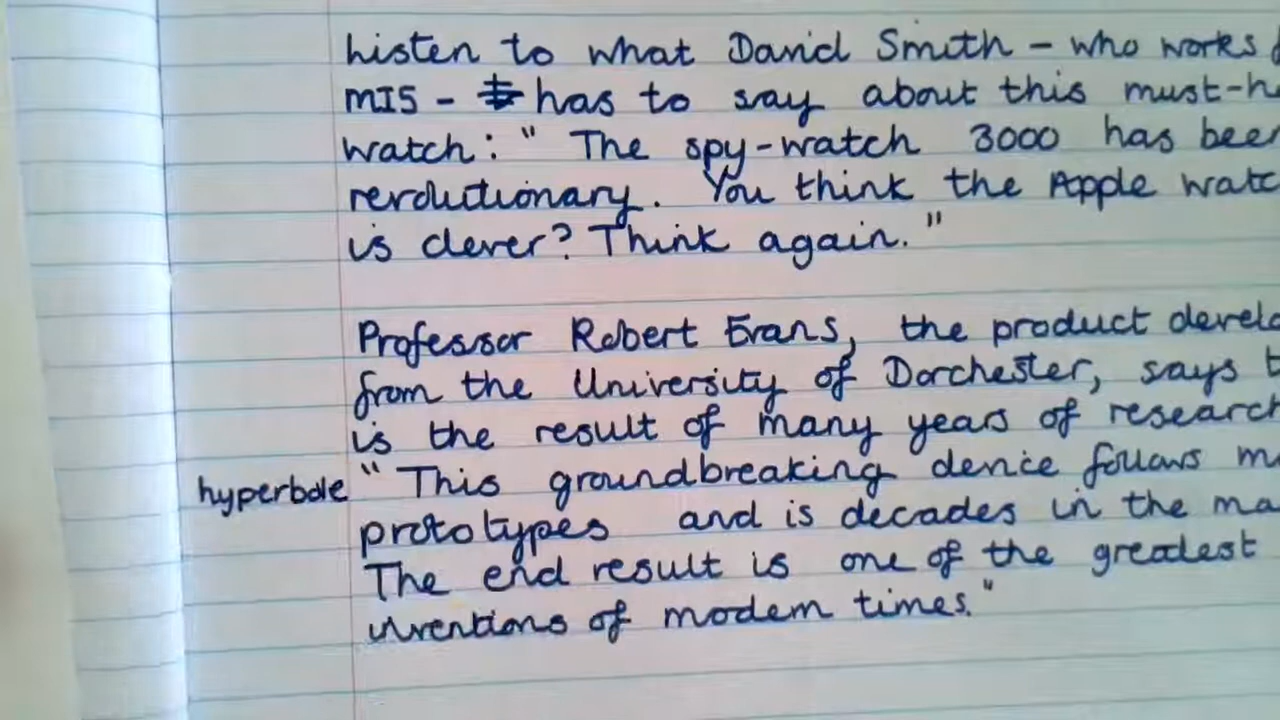 Listen to what David Smith - who works
MI5 - has to say about this must-h
watch: " The spy-watch 3000 has been
revolutionary. You think the Apple watc
is clever? Think again."
Professor Robert Evans, the product develo
from the University of Dorchester, says t
is the result of many years of research
hyperbole "This groundbreaking device follows m
prototypes and is decades in the ma
The end result is one of the greatest
inventions of modern times."